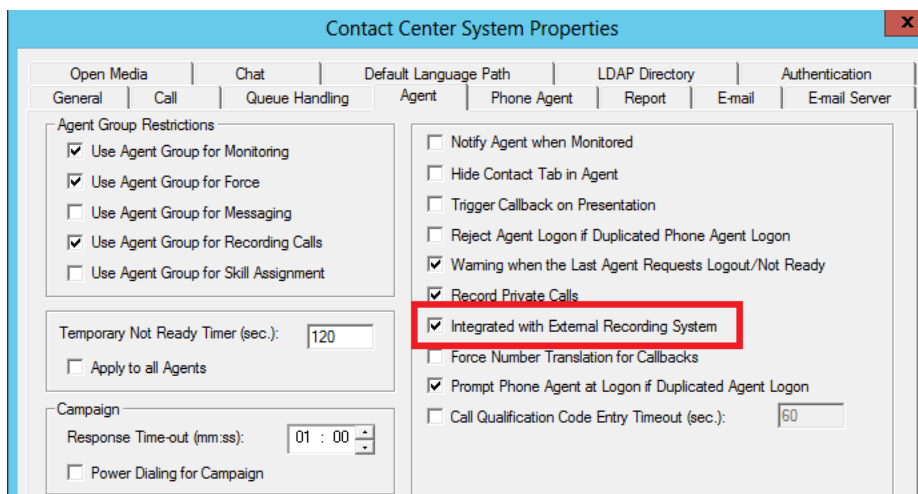 Contact Center System Properties
x
Open Media Chat Default Language Path LDAP Directory Authentication
General Call Queue Handling Agent Phone Agent Report E-mail E-mail Server
Agent Group Restrictions
Use Agent Group for Monitoring
Use Agent Group for Force
Use Agent Group for Messaging
Use Agent Group for Recording Calls
Use Agent Group for Skill Assignment
Temporary Not Ready Timer (sec.): 120
Apply to all Agents
Campaign
Response Time-out (mm:ss): 01 : 00
Power Dialing for Campaign
Notify Agent when Monitored
Hide Contact Tab in Agent
Trigger Callback on Presentation
Reject Agent Logon if Duplicated Phone Agent Logon
Warning when the Last Agent Requests Logout/Not Ready
Record Private Calls
Integrated with External Recording System
Force Number Translation for Callbacks
Prompt Phone Agent at Logon if Duplicated Agent Logon
Call Qualification Code Entry Timeout (sec.): 60